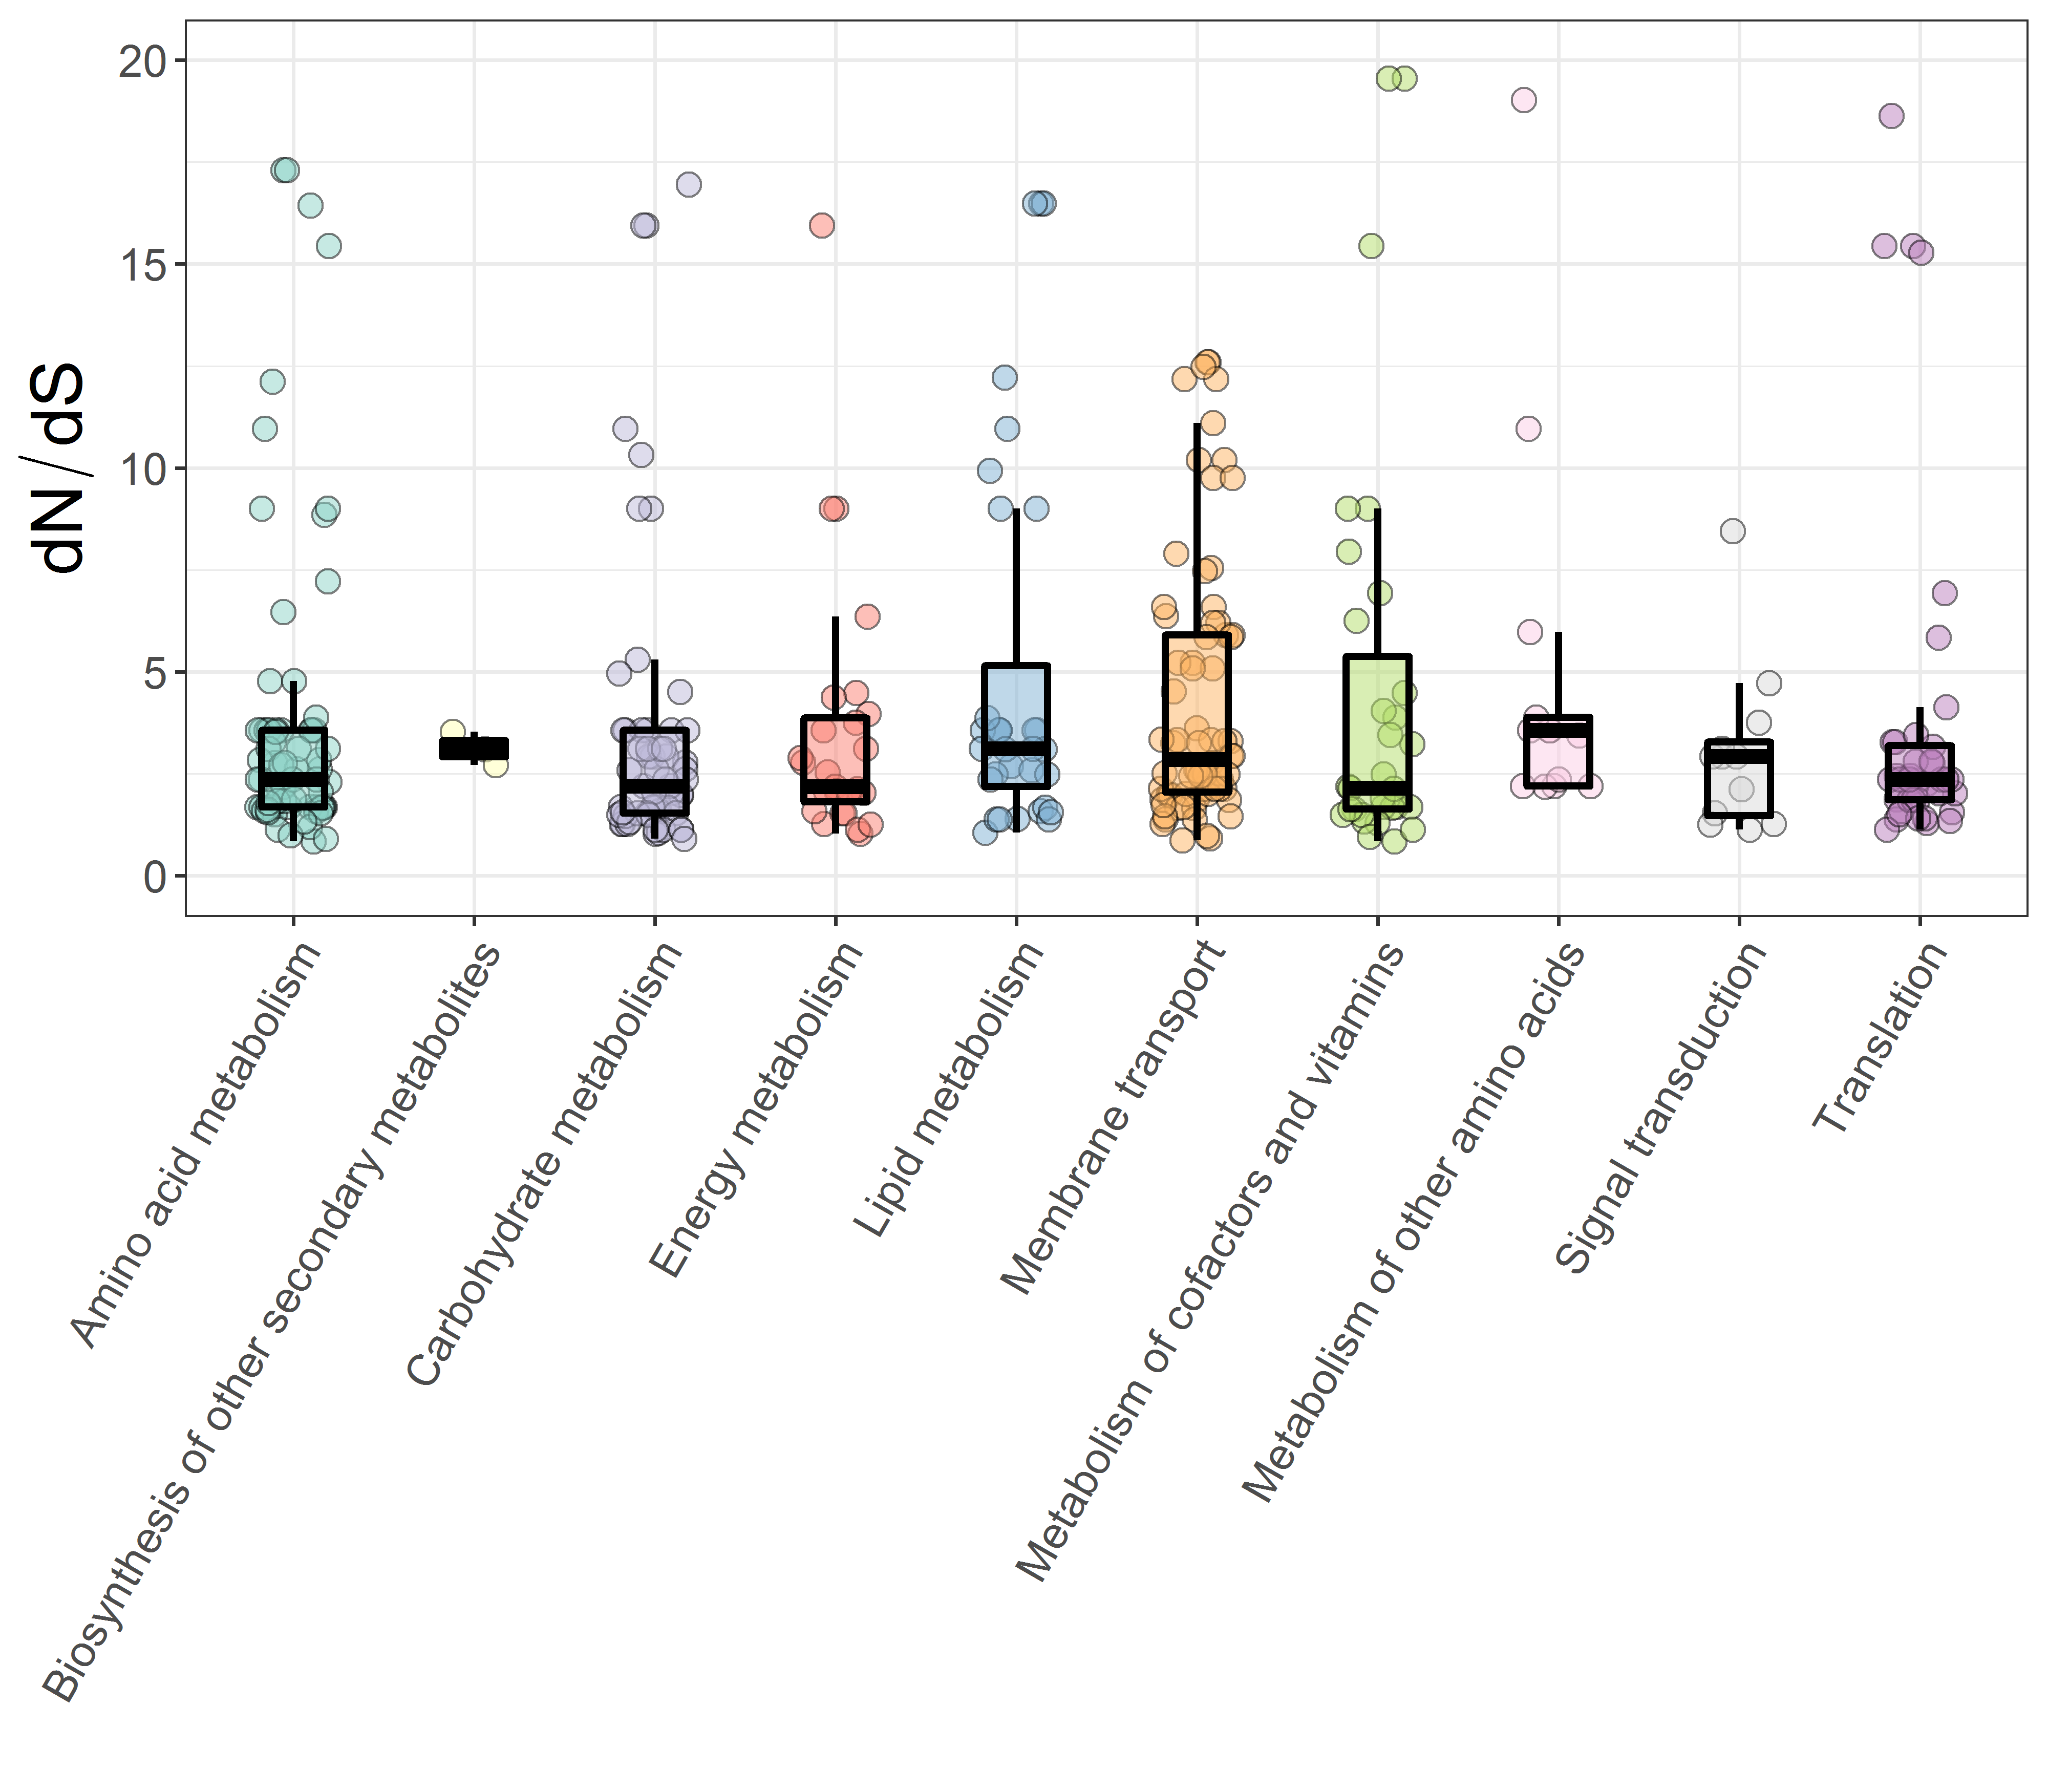 dN / dS
20
15
10
5
0
Amino acid metabolism
Biosynthesis of other secondary metabolites
Carbohydrate metabolism
Energy metabolism
Lipid metabolism
Membrane transport
Metabolism of cofactors and vitamins
Metabolism of other amino acids
Signal transduction
Translation